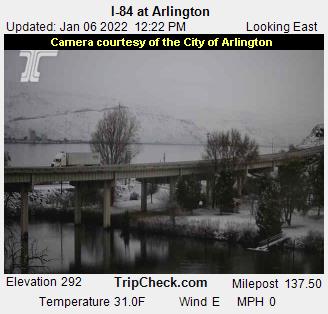 I-84 at Arlington
Updated: Jan 06 2022 12:22 PM Looking East
Camera courtesy of the City of Arlington
Elevation 292 TripCheck.com Milepost 137.50
Temperature 31.0F Wind E MPH 0